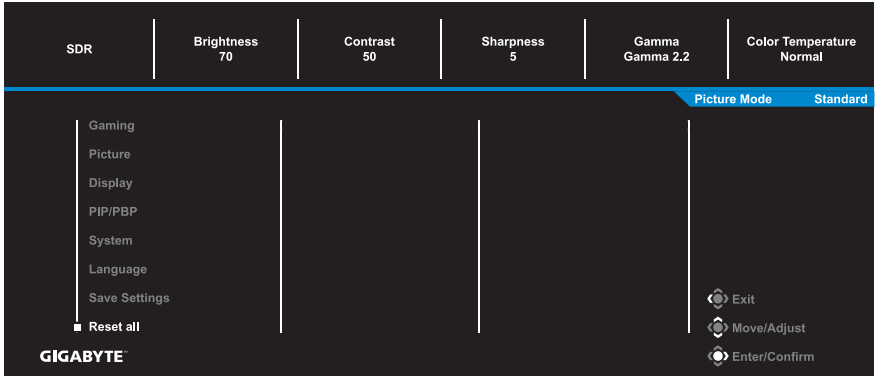 SDR
Brightness
70
Contrast
50
Sharpness
5
Gamma
Gamma 2.2
Color Temperature
Normal
Picture Mode Standard
Gaming
Picture
Display
PIP/PBP
System
Language
Save Settings
Reset all
Exit
Move/Adjust
Enter/Confirm
GIGABYTE™